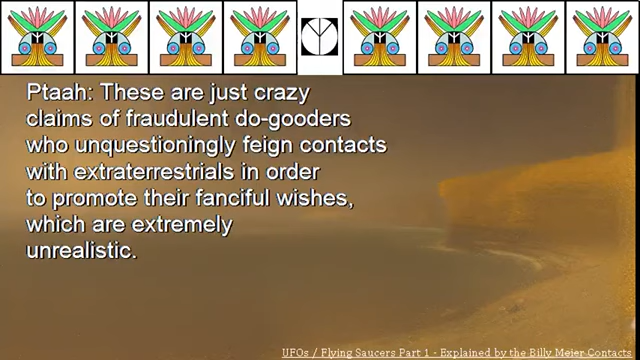 Ptaah: These are just crazy
claims of fraudulent do-gooders
who unquestioningly feign contacts
with extraterrestrials in order
to promote their fanciful wishes,
which are extremely
unrealistic.
UFOs / Flying Saucers Part 1 - Explained by the Billy Meier Contacts